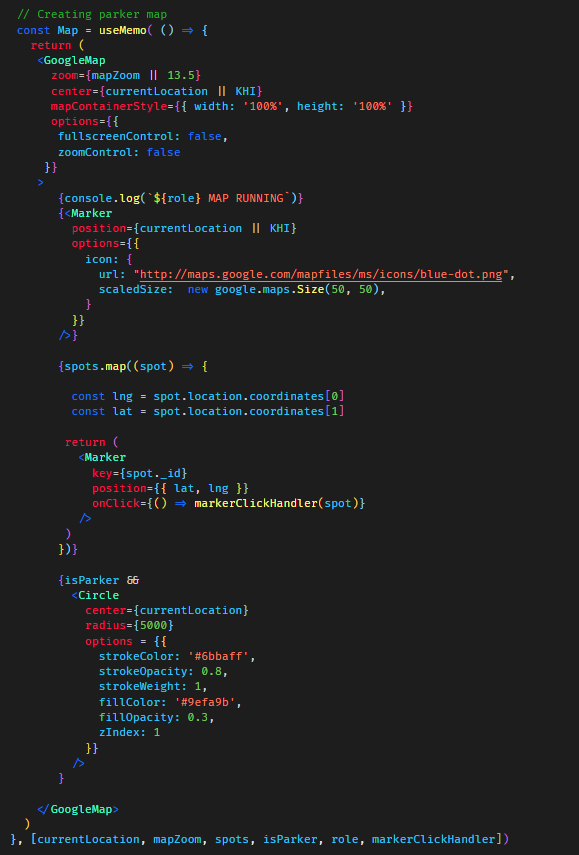 // Creating parker map
const Map = useMemo( () => {
return (
<GoogleMap
zoom={mapZoom || 13.5}
center={currentLocation || KHI}
mapContainerStyle={{ width: '100%', height: '100%' }}
options={{
fullscreenControl: false,
zoomControl: false
}}
>
{console.log(`${role} MAP RUNNING`)}
{<Marker
position={currentLocation || KHI}
options={{
icon: {
url: "http://maps.google.com/mapfiles/ms/icons/blue-dot.png",
scaledSize:  new google.maps.Size(50, 50),
}
}}
/>}
{spots.map((spot) => {
const lng = spot.location.coordinates[0]
const lat = spot.location.coordinates[1]
return (
<Marker
key={spot._id}
position={{ lat, lng }}
onClick={() => markerClickHandler(spot)}
/>
)
})}
{isParker &&
<Circle
center={currentLocation}
radius={5000}
options = {{
strokeColor: '#6bbaff',
strokeOpacity: 0.8,
strokeWeight: 1,
fillColor: '#9efa9b',
fillOpacity: 0.3,
zIndex: 1
}}
/>
}
</GoogleMap>
)
}, [currentLocation, mapZoom, spots, isParker, role, markerClickHandler])